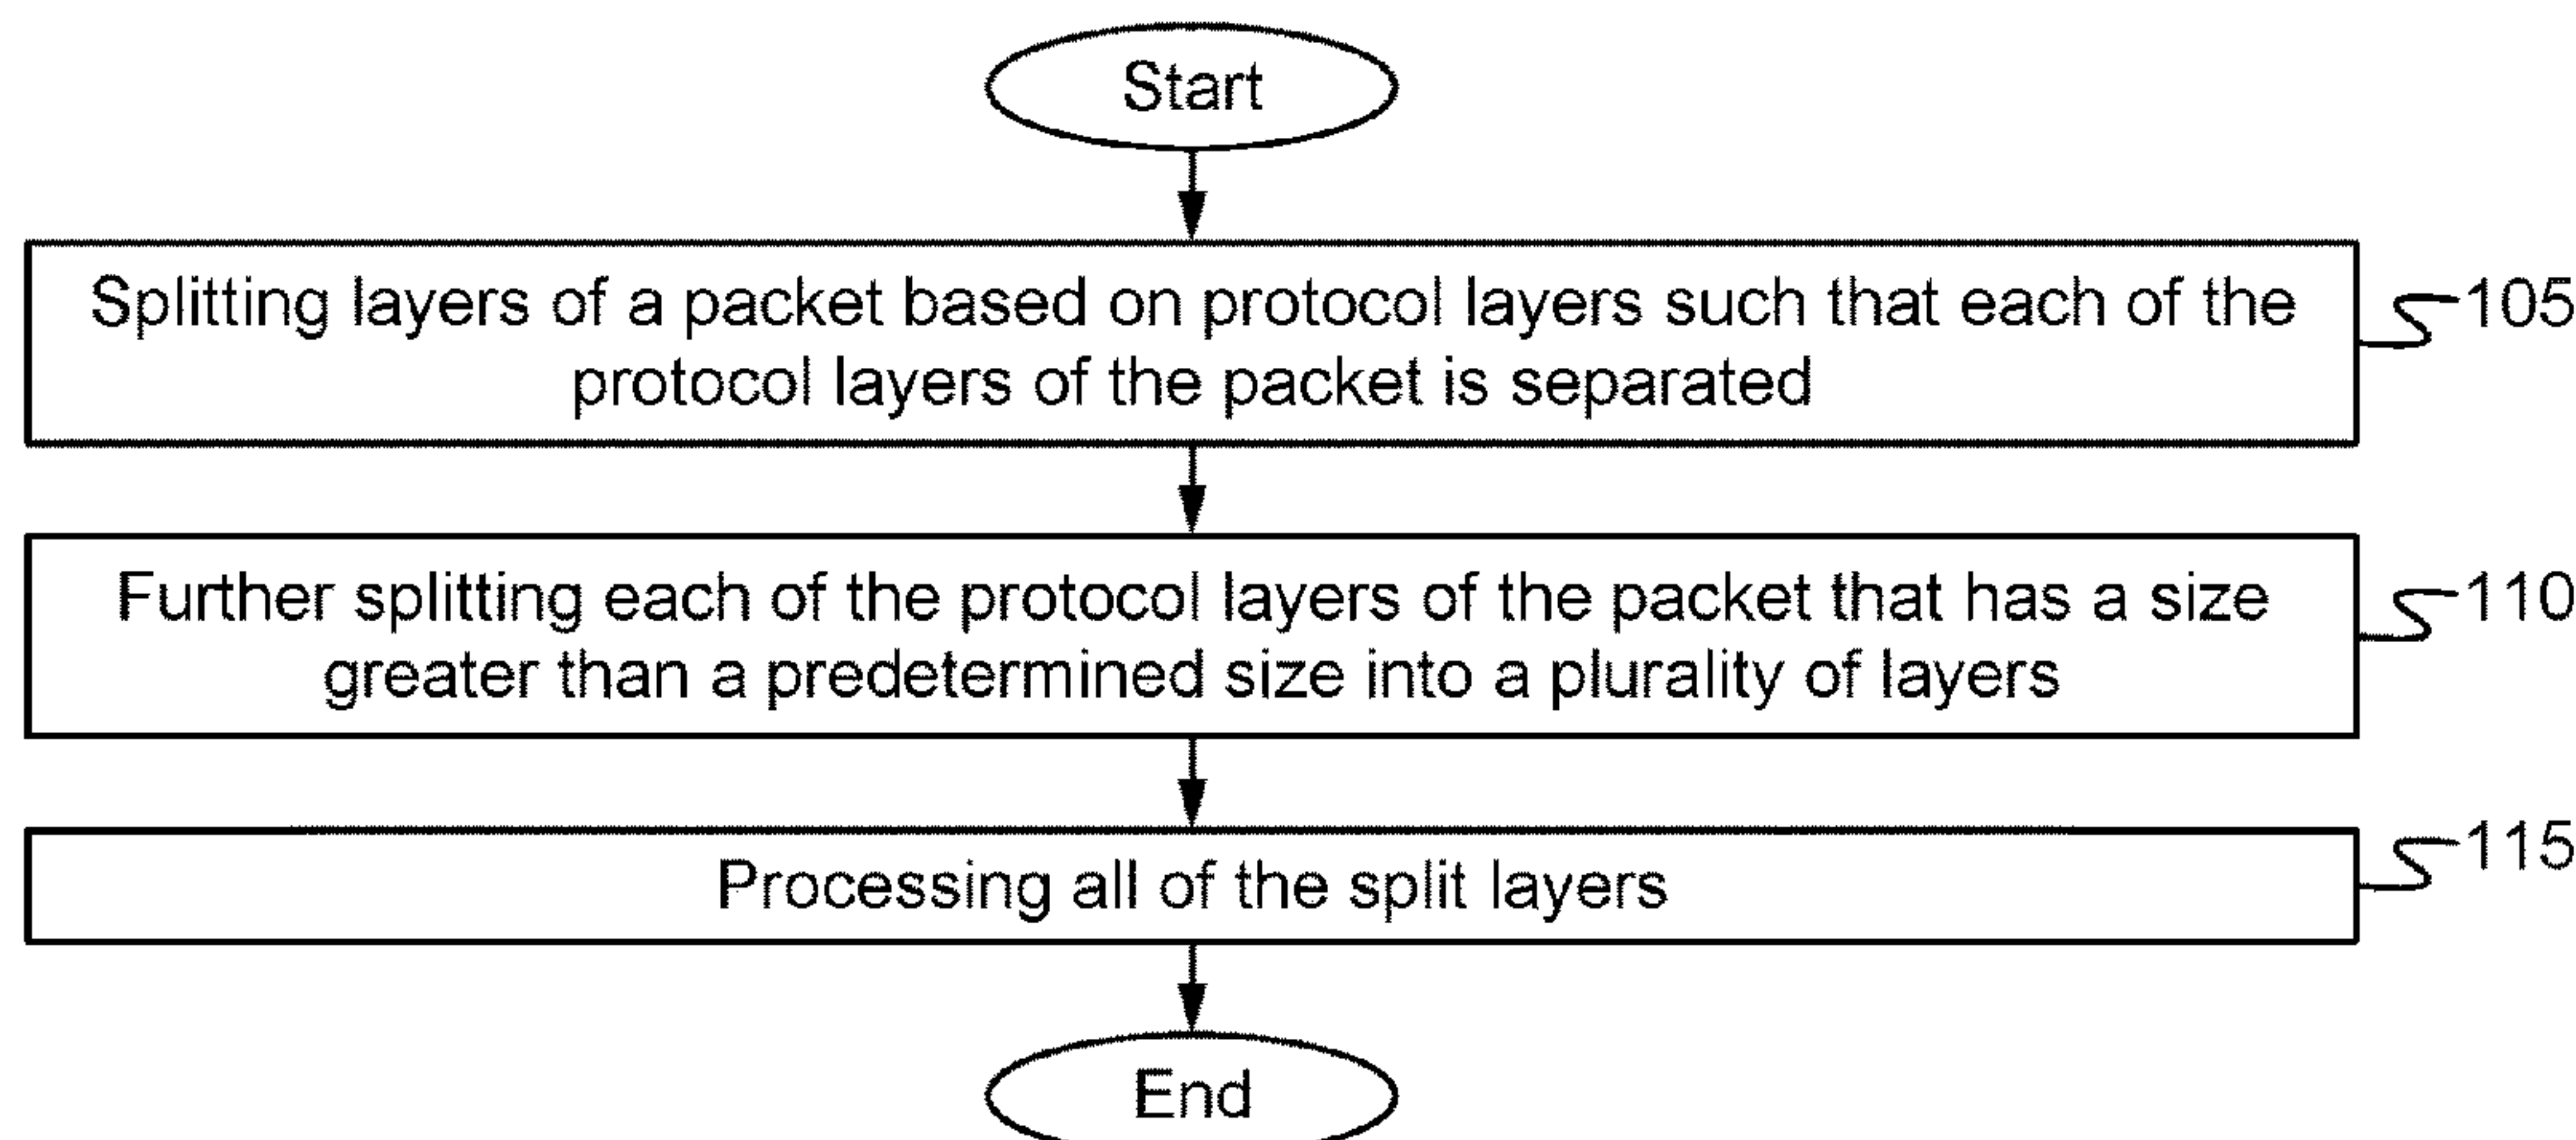 Start
Splitting layers of a packet based on protocol layers such that each of the
protocol layers of the packet is separated
105
Further splitting each of the protocol layers of the packet that has a size
greater than a predetermined size into a plurality of layers
110
Processing all of the split layers
115
End